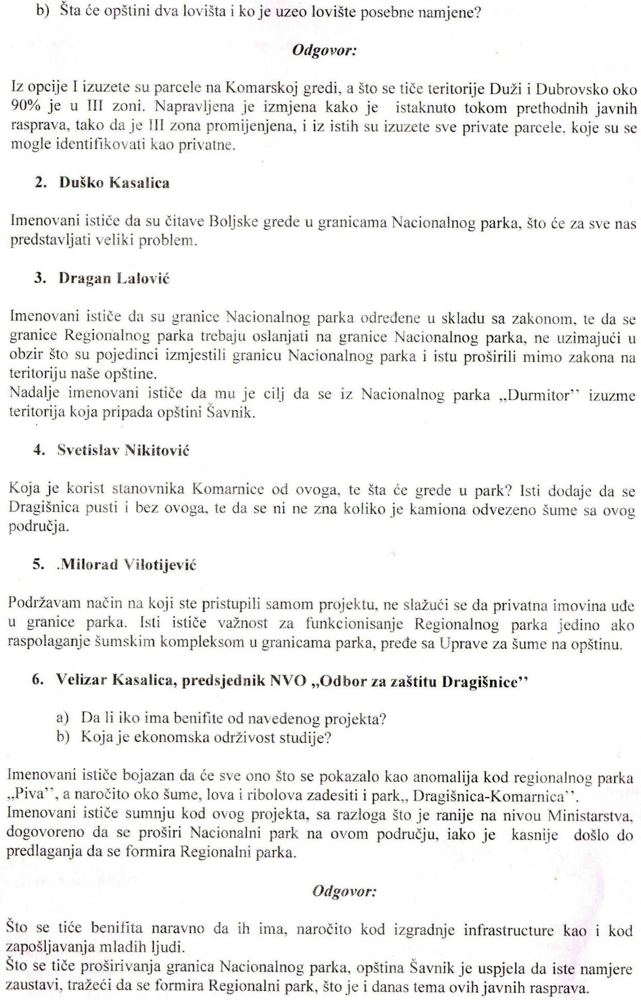 b) Šta će opštini dva lovišta i ko je uzeo lovište posebne namjene?
Odgovor:
Iz opcije I izuzete su parcele na Komarskoj gredi, a što se tiče teritorije Duži i Dubrovsko oko
90% je u III zoni. Napravljena je izmjena kako je istaknuto tokom prethodnih javnih
rasprava, tako da je III zona promijenjena, i iz istih su izuzete sve private parcele, koje su se
mogle identifikovati kao privatne.
2. Duško Kasalica
Imenovani ističe da su čitave Boljske grede u granicama Nacionalnog parka, što će za sve nas
predstavljati veliki problem.
3. Dragan Lalović
Imenovani ističe da su granice Nacionalnog parka određene u skladu sa zakonom, te da se
granice Regionalnog parka trebaju oslanjati na granice Nacionalnog parka, ne uzimajući u
obzir što su pojedinci izmjestili granicu Nacionalnog parka i istu proširili mimo zakona na
teritoriju naše opštine.
Nadalje imenovani ističe da mu je cilj da se iz Nacionalnog parka ,,Durmitor’’ izuzme
teritorija koja pripada opštini Šavnik.
4. Svetislav Nikitović
Koja je korist stanovnika Komarnice od ovoga, te šta će grede u park? Isti dodaje da se
Dragišnica pusti i bez ovoga, te da se ni ne zna koliko je kamiona odvezeno šume sa ovog
područja.
5. .Milorad Vilotijević
Podržavam način na koji ste pristupili samom projektu, ne slažući se da privatna imovina uđe
u granice parka. Isti ističe važnost za funkcionisanje Regionalnog parka jedino ako
raspolaganje šumskim kompleksom u granicama parka, pređe sa Uprave za šume na opštinu.
6. Velizar Kasalica, predsjednik NVO ,,Odbor za zaštitu Dragišnice’’
a) Da li iko ima benifite od navedenog projekta?
b) Koja je ekonomska održivost studije?
Imenovani ističe bojazan da će sve ono što se pokazalo kao anomalija kod regionalnog parka
,,Piva’’, a naročito oko šume, lova i ribolova zadesiti i park,, Dragišnica-Komarnica’’.
Imenovani ističe sumnju kod ovog projekta, sa razloga što je ranije na nivou Ministarstva,
dogovoreno da se proširi Nacionalni park na ovom području, iako je kasnije došlo do
predlaganja da se formira Regionalni parka.
Odgovor:
Što se tiće benifita naravno da ih ima, naročito kod izgradnje infrastructure kao i kod
zapošljavanja mladih ljudi.
Što se tiče proširivanja granica Nacionalnog parka, opština Šavnik je uspjela da iste namjere
zaustavi, tražeći da se formira Regionalni park, što je i danas tema ovih javnih rasprava.